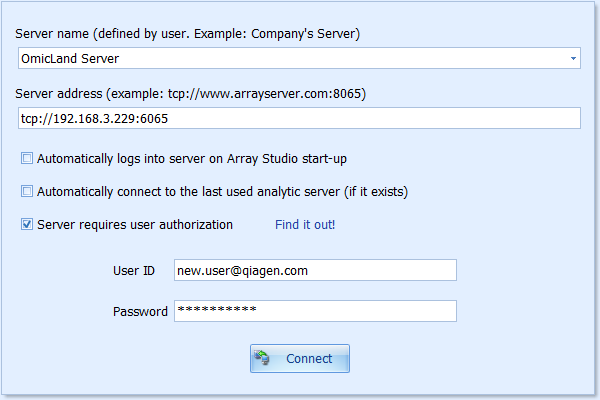 Server name (defined by user. Example: Company's Server)
OmicLand Server
Server address (example: tcp://www.arrayserver.com:8065)
tcp://192.168.3.229:6065
Automatically logs into server on Array Studio start-up
Automatically connect to the last used analytic server (if it exists)
Server requires user authorization Find it out!
User ID new.user@qiagen.com
Password **********
Connect